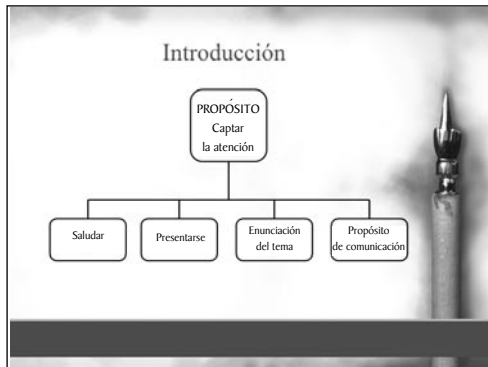 Introducción
PROPÓSITO
Captar
la atención
Saludar
Presentarse
Enunciación
del tema
Propósito
de comunicación